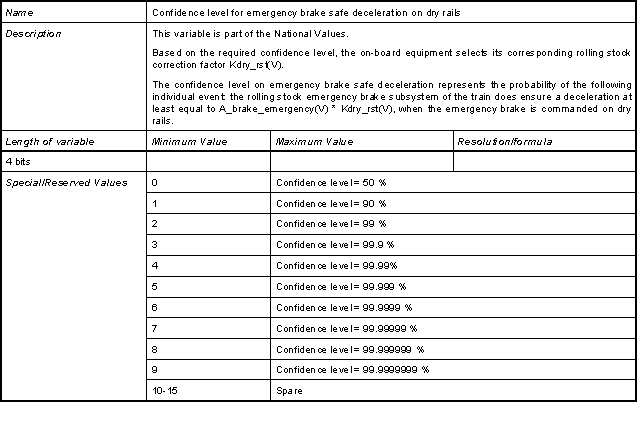 Name Confidence level for emergency brake safe deceleration on dry rails
Description This variable is part of the National Values.
Based on the required confidence level, the on-board equipment selects its corresponding rolling stock
correction factor Kdry_rst(V).
The confidence level on emergency brake safe deceleration represents the probability of the following
individual event: the rolling stock emergency brake subsystem of the train does ensure a deceleration at
least equal to A_brake_emergency(V) * Kdry_rst(V), when the emergency brake is commanded on dry
rails.
Length of variable Minimum Value Maximum Value Resolution/formula
4 bits
Special/Reserved Values 0 Confidence level = 50 %
1 Confidence level = 90 %
2 Confidence level = 99 %
3 Confidence level = 99.9 %
4 Confidence level = 99.99%
5 Confidence level = 99.999 %
6 Confidence level = 99.9999 %
7 Confidence level = 99.99999 %
8 Confidence level = 99.999999 %
9 Confidence level = 99.9999999 %
10-15 Spare